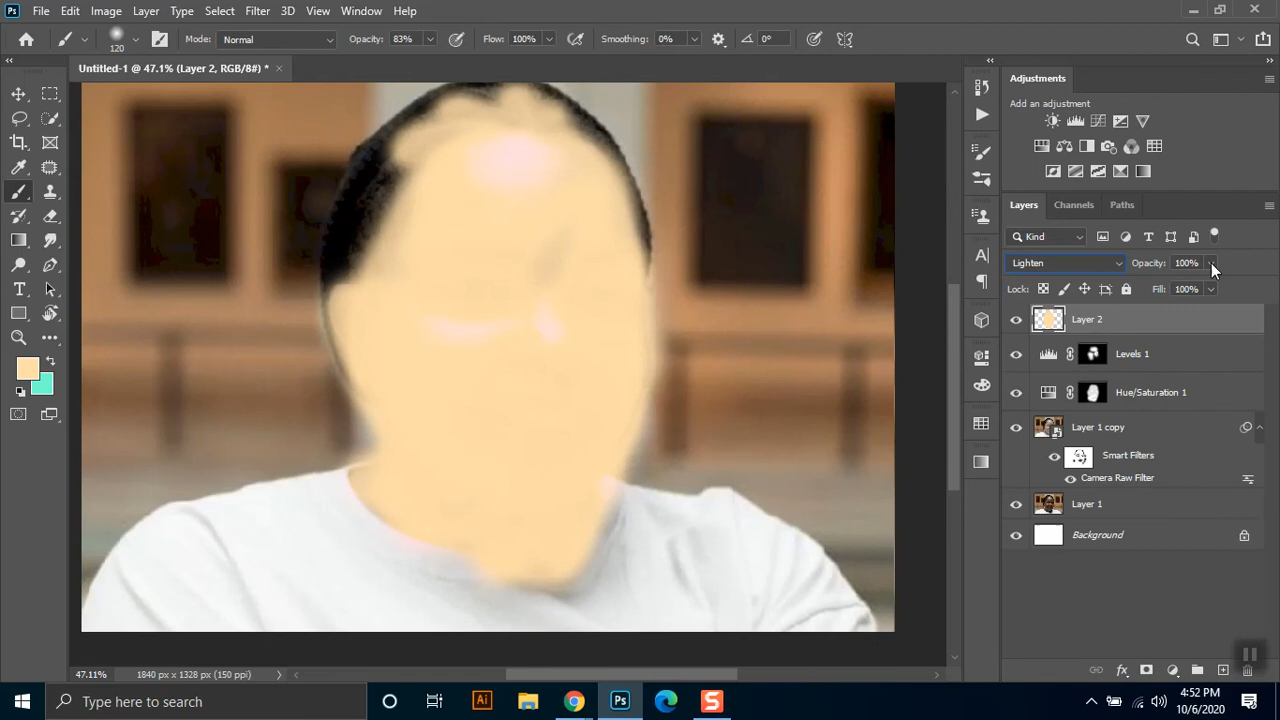 Ps File Edit Image Layer Type Select Filter 3D View Window Help
120 Mode: Normal Opacity: 83% Flow: 100% Smoothing: 0% 0°
Untitled-1 @ 47.1% (Layer 2, RGB/8#) *
Adjustments
Add an adjustment
Layers Channels Paths
Kind
Lighten Opacity: 100%
Lock: Fill: 100%
Layer 2
Levels 1
Hue/Saturation 1
Layer 1 copy
Smart Filters
Camera Raw Filter
Layer 1
Background
47.11% 1840 px x 1328 px (150 ppi)
Type here to search
Ai Ps S
4:52 PM
10/6/2020